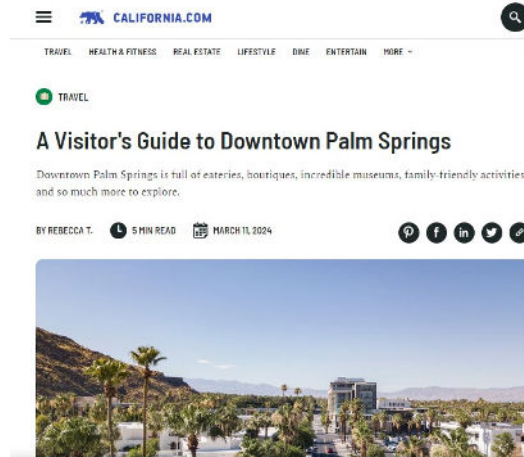 CALIFORNIA.COM
TRAVEL HEALTH & FITNESS REAL ESTATE LIFESTYLE DINE ENTERTAIN MORE
TRAVEL
A Visitor's Guide to Downtown Palm Springs
Downtown Palm Springs is full of eateries, boutiques, incredible museums, family-friendly activities
and so much more to explore.
BY REBECCA T. 5 MIN READ MARCH 11, 2024